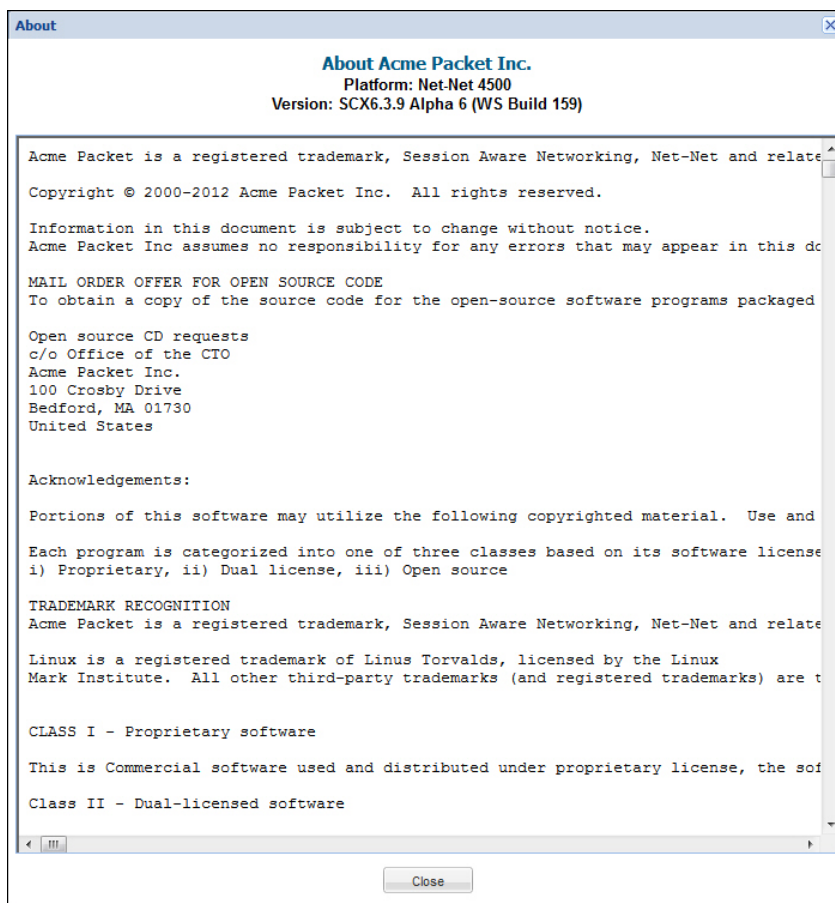 About
About Acme Packet Inc.
Platform: Net-Net 4500
Version: SCX6.3.9 Alpha 6 (WS Build 159)
Acme Packet is a registered trademark, Session Aware Networking, Net-Net and relate
Copyright © 2000-2012 Acme Packet Inc.  All rights reserved.
Information in this document is subject to change without notice.
Acme Packet Inc assumes no responsibility for any errors that may appear in this do
MAIL ORDER OFFER FOR OPEN SOURCE CODE
To obtain a copy of the source code for the open-source software programs packaged
Open source CD requests
c/o Office of the CTO
Acme Packet Inc.
100 Crosby Drive
Bedford, MA 01730
United States
Acknowledgements:
Portions of this software may utilize the following copyrighted material.  Use and
Each program is categorized into one of three classes based on its software license
i) Proprietary, ii) Dual license, iii) Open source
TRADEMARK RECOGNITION
Acme Packet is a registered trademark, Session Aware Networking, Net-Net and relate
Linux is a registered trademark of Linus Torvalds, licensed by the Linux
Mark Institute.  All other third-party trademarks (and registered trademarks) are t
CLASS I - Proprietary software
This is Commercial software used and distributed under proprietary license, the sof
Class II - Dual-licensed software
Close